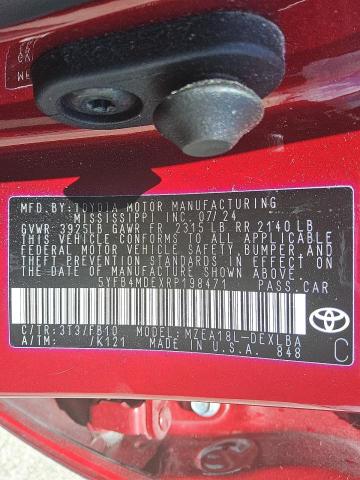 MFD.BY:TOYOTA MOTOR MANUFACTURING
MISSISSIPPI INC. 07/24
GVWR 3925LB GAWR FR 2315 LB RR 2140 LB
THIS VEHICLE CONFORMS TO ALL APPLICABLE
FEDERAL MOTOR VEHICLE SAFETY, BUMPER, AND
THEFT PREVENTION STANDARDS IN EFFECT ON
THE DATE OF MANUFACTURE SHOWN ABOVE.
5YFB4MDEXRP198471 PASS.CAR
C/TR:3T3/FB10 MODEL:MZEA18L-DEXLBA
A/TM: /K121 MADE IN U.S.A. 848
TOYOTA
C